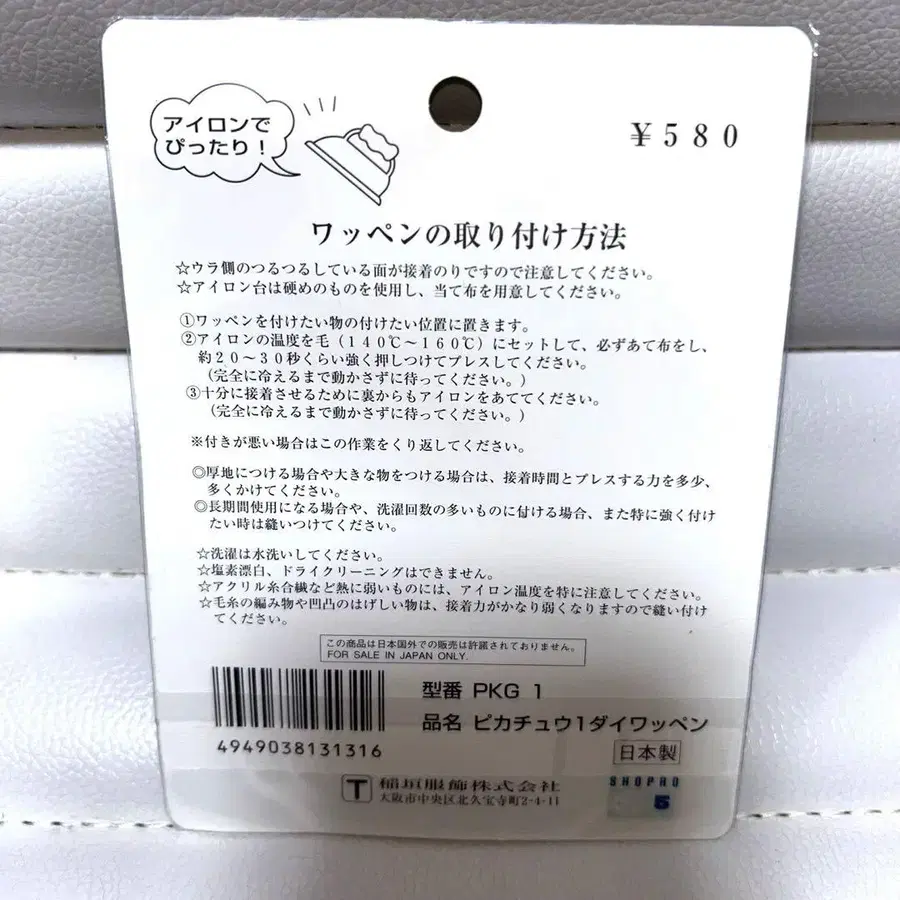 アイロンで
ぴったり！
￥580
ワッペンの取り付け方法
☆ウラ側のつるつるしている面が接着のりですので注意してください。
☆アイロン台は硬めのものを使用し、当て布を用意してください。
①ワッペンを付けたい物の付けたい位置に置きます。
②アイロンの温度を毛（140℃～160℃）にセットして、必ずあて布をし、
約20～30秒くらい強く押しつけてプレスしてください。
（完全に冷えるまで動かさずに待ってください。）
③十分に接着させるために裏からもアイロンをあててください。
（完全に冷えるまで動かさずに待ってください。）
※付きが悪い場合はこの作業をくり返してください。
◎厚地につける場合や大きな物をつける場合は、接着時間とプレスする力を多少、
多くかけてください。
◎長期間使用になる場合や、洗濯回数の多いものに付ける場合、また特に強く付け
たい時は縫いつけてください。
☆洗濯は水洗いしてください。
☆塩素漂白、ドライクリーニングはできません。
☆アクリル糸合繊など熱に弱いものには、アイロン温度を特に注意してください。
☆毛糸の編み物や凹凸のはげしい物は、接着力がかなり弱くなりますので縫い付け
てください。
この商品は日本国外での販売は許諾されておりません。
FOR SALE IN JAPAN ONLY.
型番 PKG 1
品名 ピカチュウ1ダイワッペン
4949038131316
日本製
T 稲垣服飾株式会社
大阪市中央区北久宝寺町2-4-11
SHOPRO
5